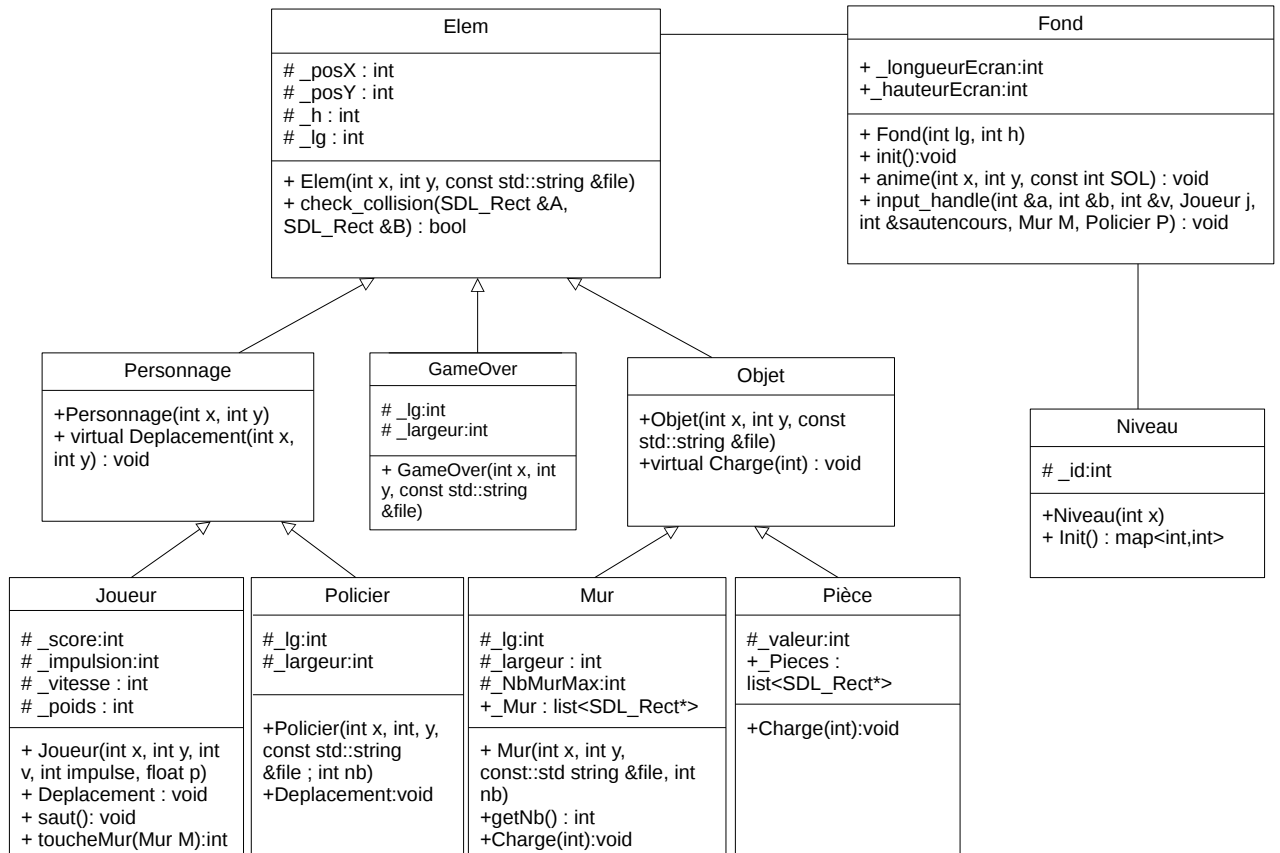 Elem
# _posX : int
# _posY : int
# _h : int
# _lg : int
+ Elem(int x, int y, const std::string &file)
+ check_collision(SDL_Rect &A,
SDL_Rect &B) : bool
Fond
+ _longueurEcran:int
+_hauteurEcran:int
+ Fond(int lg, int h)
+ init():void
+ anime(int x, int y, const int SOL) : void
+ input_handle(int &a, int &b, int &v, Joueur j,
int &sautencours, Mur M, Policier P) : void
Personnage
+Personnage(int x, int y)
+ virtual Deplacement(int x,
int y) : void
GameOver
# _lg:int
# _largeur:int
+ GameOver(int x, int
y, const std::string
&file)
Objet
+Objet(int x, int y, const
std::string &file)
+virtual Charge(int) : void
Niveau
# _id:int
+Niveau(int x)
+ Init() : map<int,int>
Joueur
# _score:int
# _impulsion:int
# _vitesse : int
# _poids : int
+ Joueur(int x, int y, int
v, int impulse, float p)
+ Deplacement : void
+ saut(): void
+ toucheMur(Mur M):int
Policier
#_lg:int
#_largeur:int
+Policier(int x, int, y,
const std::string
&file ; int nb)
+Deplacement:void
Mur
#_lg:int
#_largeur : int
#_NbMurMax:int
+_Mur : list<SDL_Rect*>
+ Mur(int x, int y,
const::std string &file, int
nb)
+getNb() : int
+Charge(int):void
Pièce
#_valeur:int
+_Pieces :
list<SDL_Rect*>
+Charge(int):void